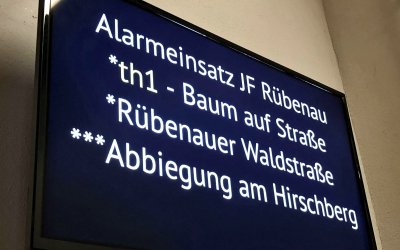 Alarmeinsatz JF Rübenau
*th1 - Baum auf Straße
*Rübenauer Waldstraße
***Abbiegung am Hirschberg